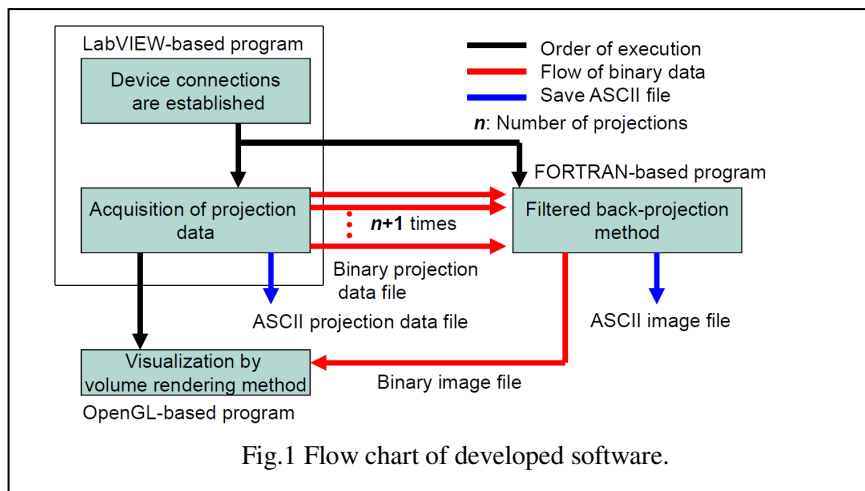 LabVIEW-based program
Device connections
are established
Order of execution
Flow of binary data
Save ASCII file
n: Number of projections
FORTRAN-based program
Acquisition of projection
data
n+1 times
Filtered back-projection
method
Binary projection
data file
ASCII projection data file
ASCII image file
Visualization by
volume rendering method
Binary image file
OpenGL-based program
Fig.1 Flow chart of developed software.